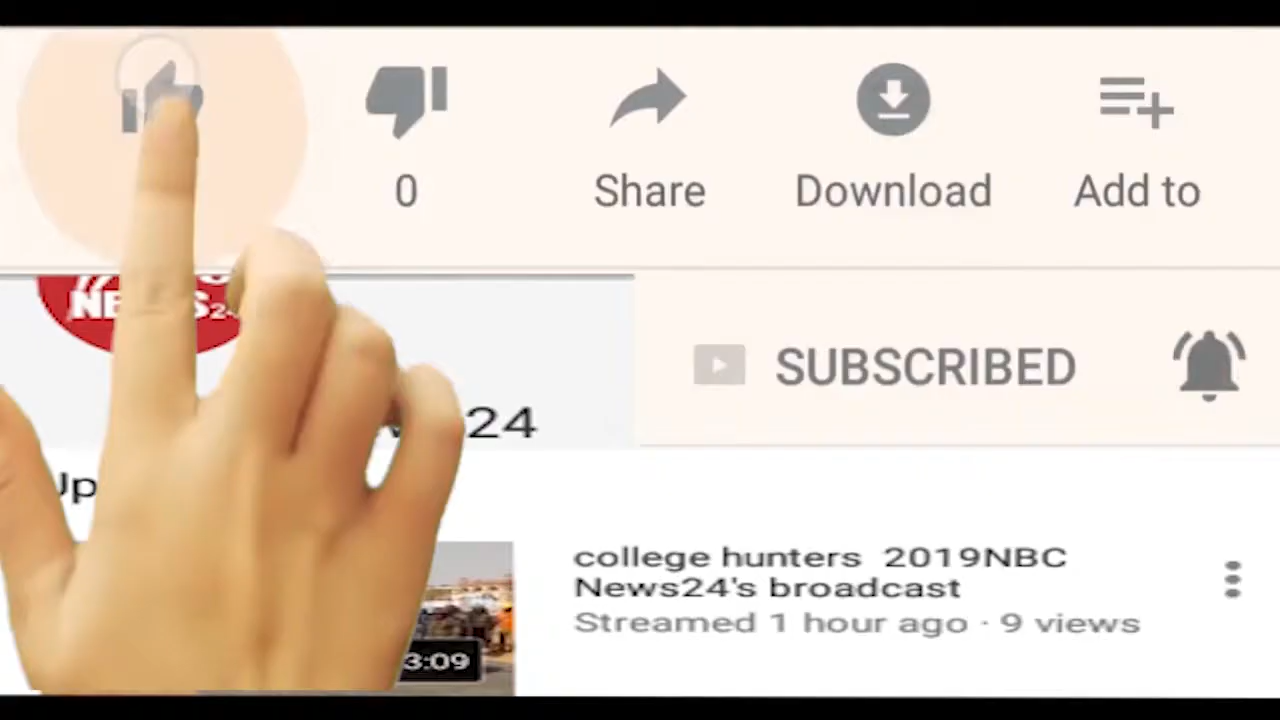 0
Share
Download
Add to
SUBSCRIBED
24
college hunters 2019NBC
News24's broadcast
Streamed 1 hour ago · 9 views
3:09